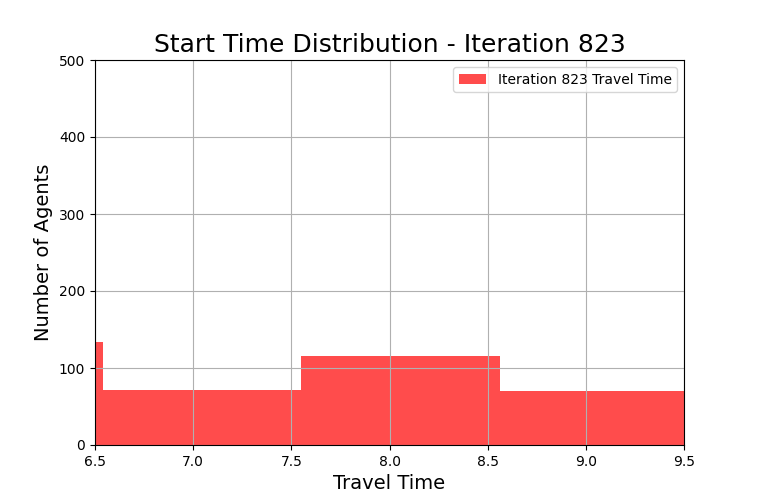 Start Time Distribution - Iteration 823
500
400
300
200
100
0
Number of Agents
Iteration 823 Travel Time
6.5 7.0 7.5 8.0 8.5 9.0 9.5
Travel Time